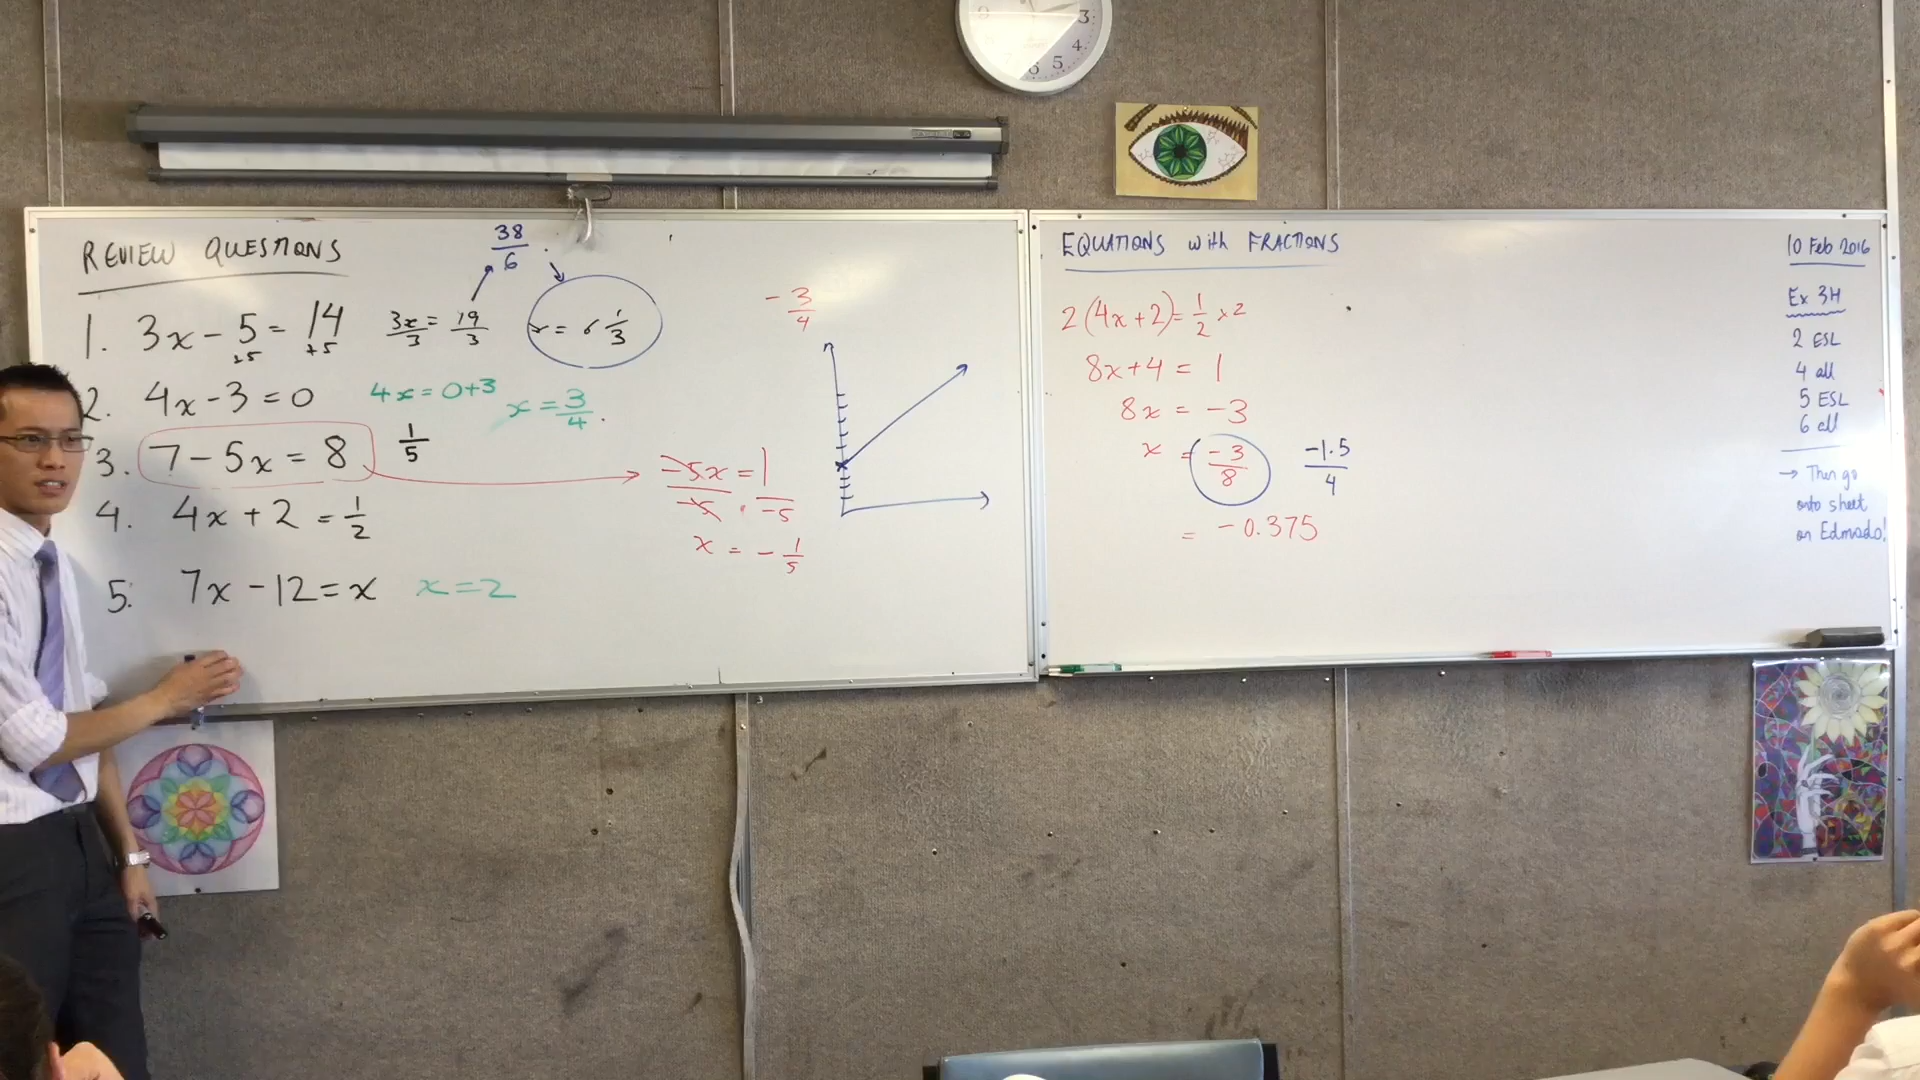 REVIEW QUESTIONS
38/6
1. 3x - 5 = 14
+5 +5
3x/3 = 19/3
x = 6 1/3
2. 4x - 3 = 0
4x = 0+3
x = 3/4
3. 7 - 5x = 8
1/5
4. 4x + 2 = 1/2
5. 7x - 12 = x
x = 2
- 3/4
-5x/-5 = 1/-5
x = - 1/5
EQUATIONS with FRACTIONS
2(4x+2) = 1/2 × 2
8x + 4 = 1
8x = -3
x = -3/8
-1.5/4
= -0.375
10 Feb 2016
Ex 3H
2 ESL
4 all
5 ESL
6 all
→ Then go
onto sheet
on Edmodo!
3
4
5
6